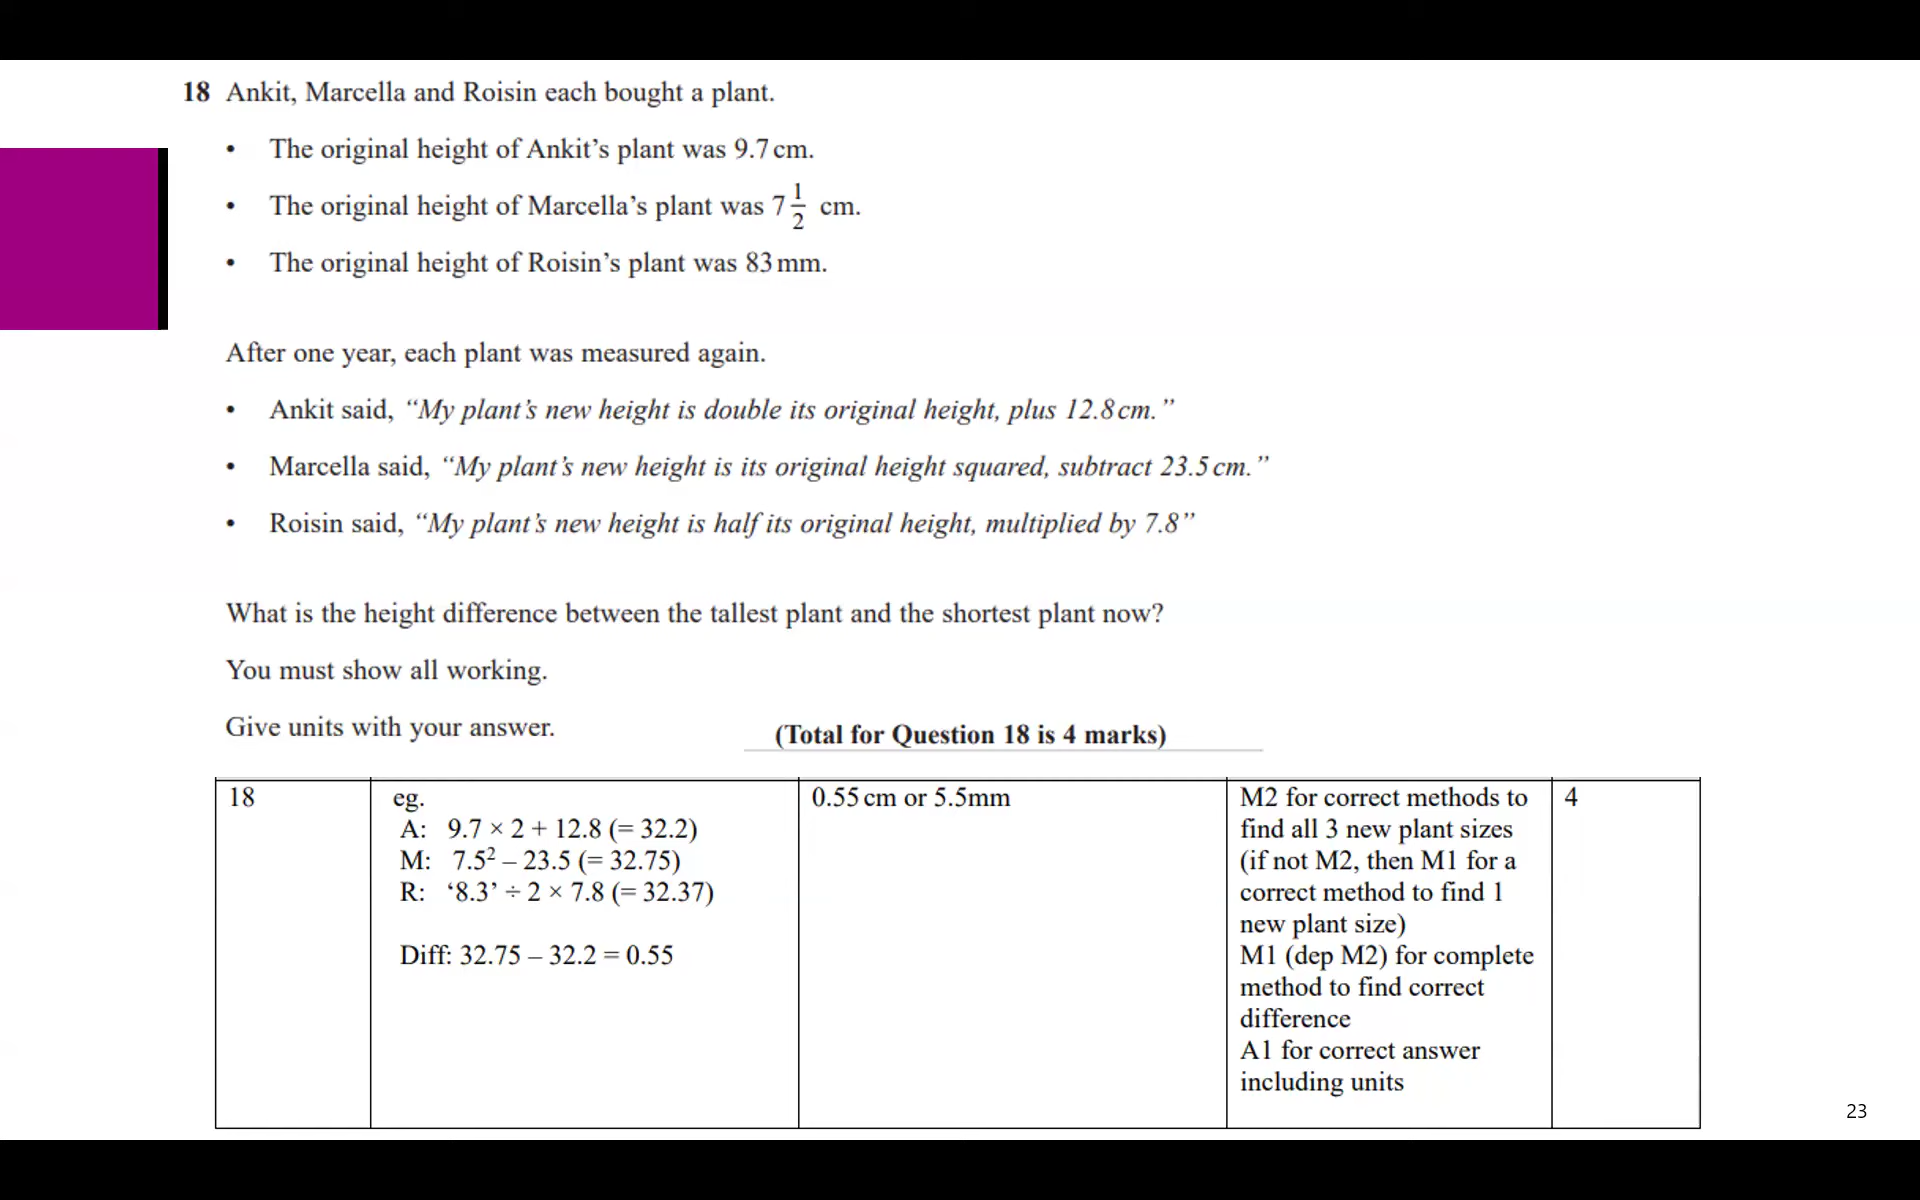 18 Ankit, Marcella and Roisin each bought a plant.
• The original height of Ankit’s plant was 9.7 cm.
• The original height of Marcella’s plant was 7 1/2 cm.
• The original height of Roisin’s plant was 83 mm.
After one year, each plant was measured again.
• Ankit said, “My plant’s new height is double its original height, plus 12.8 cm.”
• Marcella said, “My plant’s new height is its original height squared, subtract 23.5 cm.”
• Roisin said, “My plant’s new height is half its original height, multiplied by 7.8”
What is the height difference between the tallest plant and the shortest plant now?
You must show all working.
Give units with your answer.
(Total for Question 18 is 4 marks)
18
eg.
A: 9.7 × 2 + 12.8 (= 32.2)
M: 7.5² – 23.5 (= 32.75)
R: ‘8.3’ ÷ 2 × 7.8 (= 32.37)
Diff: 32.75 – 32.2 = 0.55
0.55 cm or 5.5mm
M2 for correct methods to
find all 3 new plant sizes
(if not M2, then M1 for a
correct method to find 1
new plant size)
M1 (dep M2) for complete
method to find correct
difference
A1 for correct answer
including units
4
23